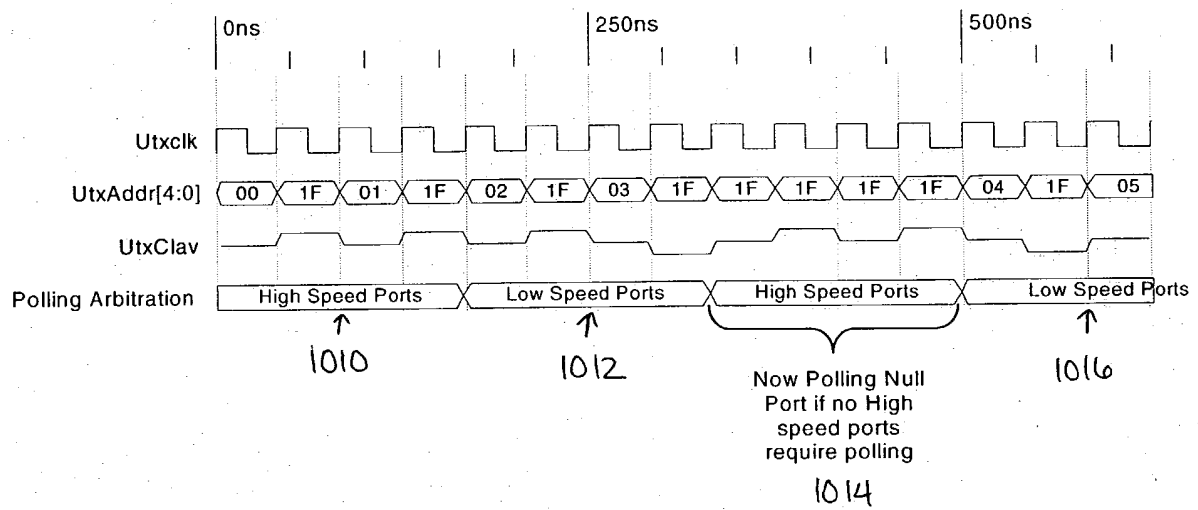 0ns 250ns 500ns
Utxclk
UtxAddr[4:0] 00 1F 01 1F 02 1F 03 1F 1F 1F 1F 1F 04 1F 05
UtxClav
Polling Arbitration High Speed Ports Low Speed Ports High Speed Ports Low Speed Ports
1010 1012 1016
Now Polling Null
Port if no High
speed ports
require polling
1014